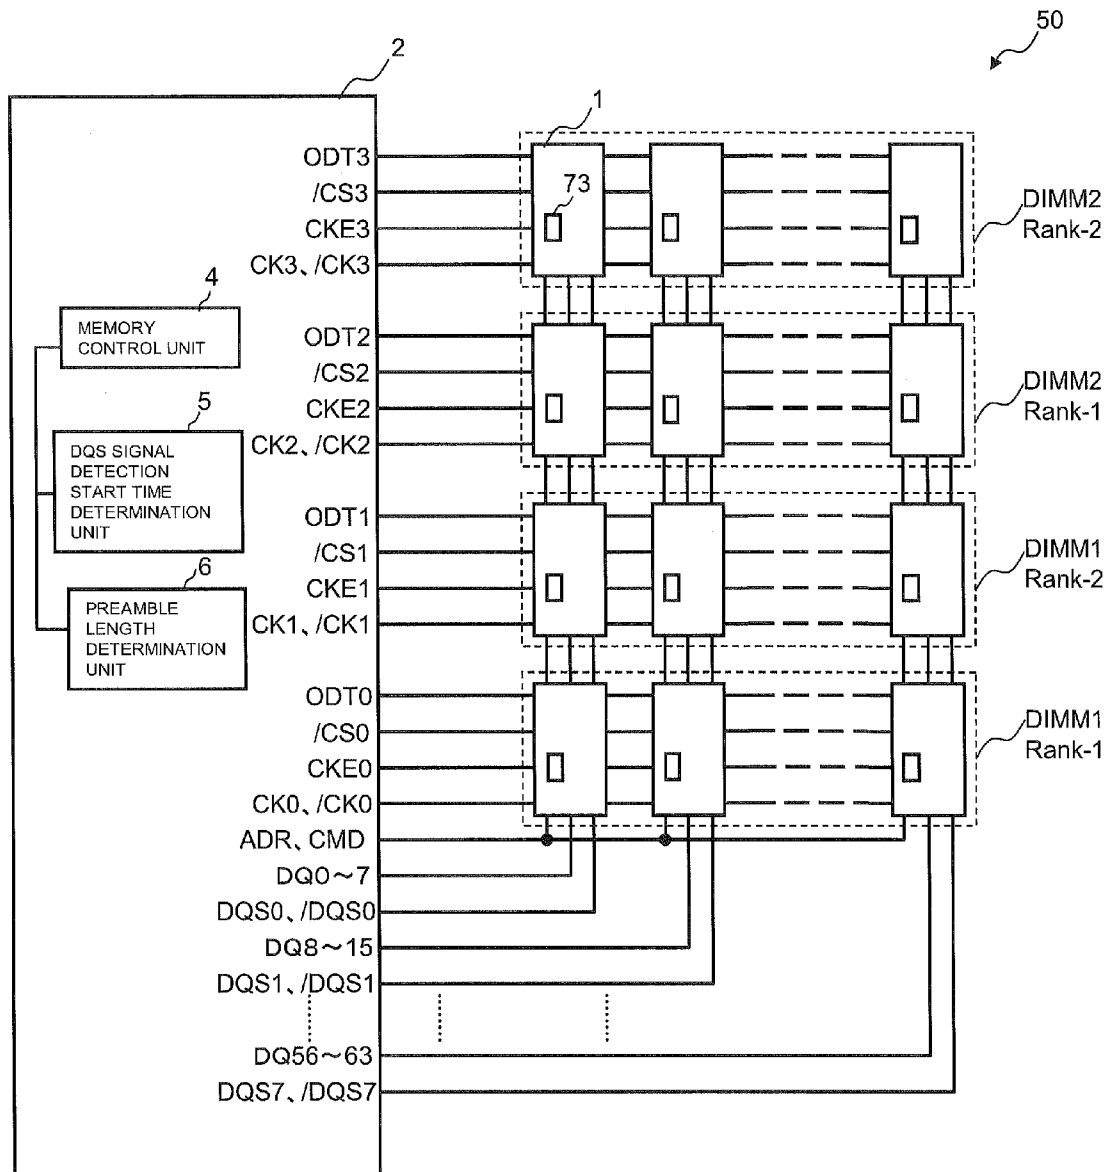 50
2
1
ODT3
73
/CS3
DIMM2
Rank-2
CKE3
CK3、/CK3
4
MEMORY
CONTROL UNIT
ODT2
/CS2
DIMM2
Rank-1
CKE2
5
CK2、/CK2
DQS SIGNAL
DETECTION
START TIME
DETERMINATION
UNIT
ODT1
/CS1
DIMM1
Rank-2
6
CKE1
PREAMBLE
LENGTH
DETERMINATION
UNIT
CK1、/CK1
ODT0
/CS0
DIMM1
Rank-1
CKE0
CK0、/CK0
ADR、CMD
DQ0～7
DQS0、/DQS0
DQ8～15
DQS1、/DQS1
DQ56～63
DQS7、/DQS7